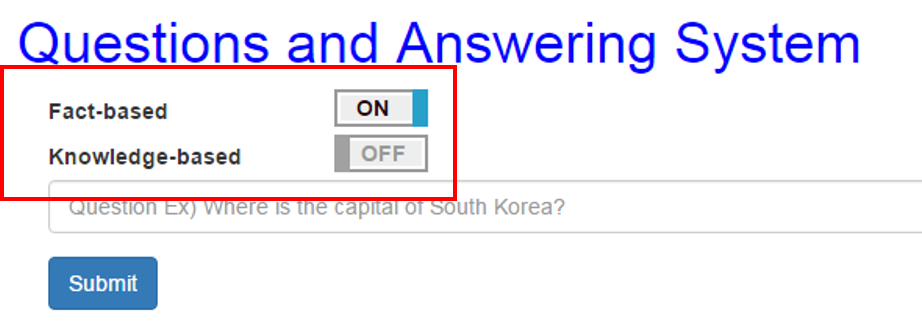 Questions and Answering System
Fact-based ON
Knowledge-based OFF
Question Ex) Where is the capital of South Korea?
Submit